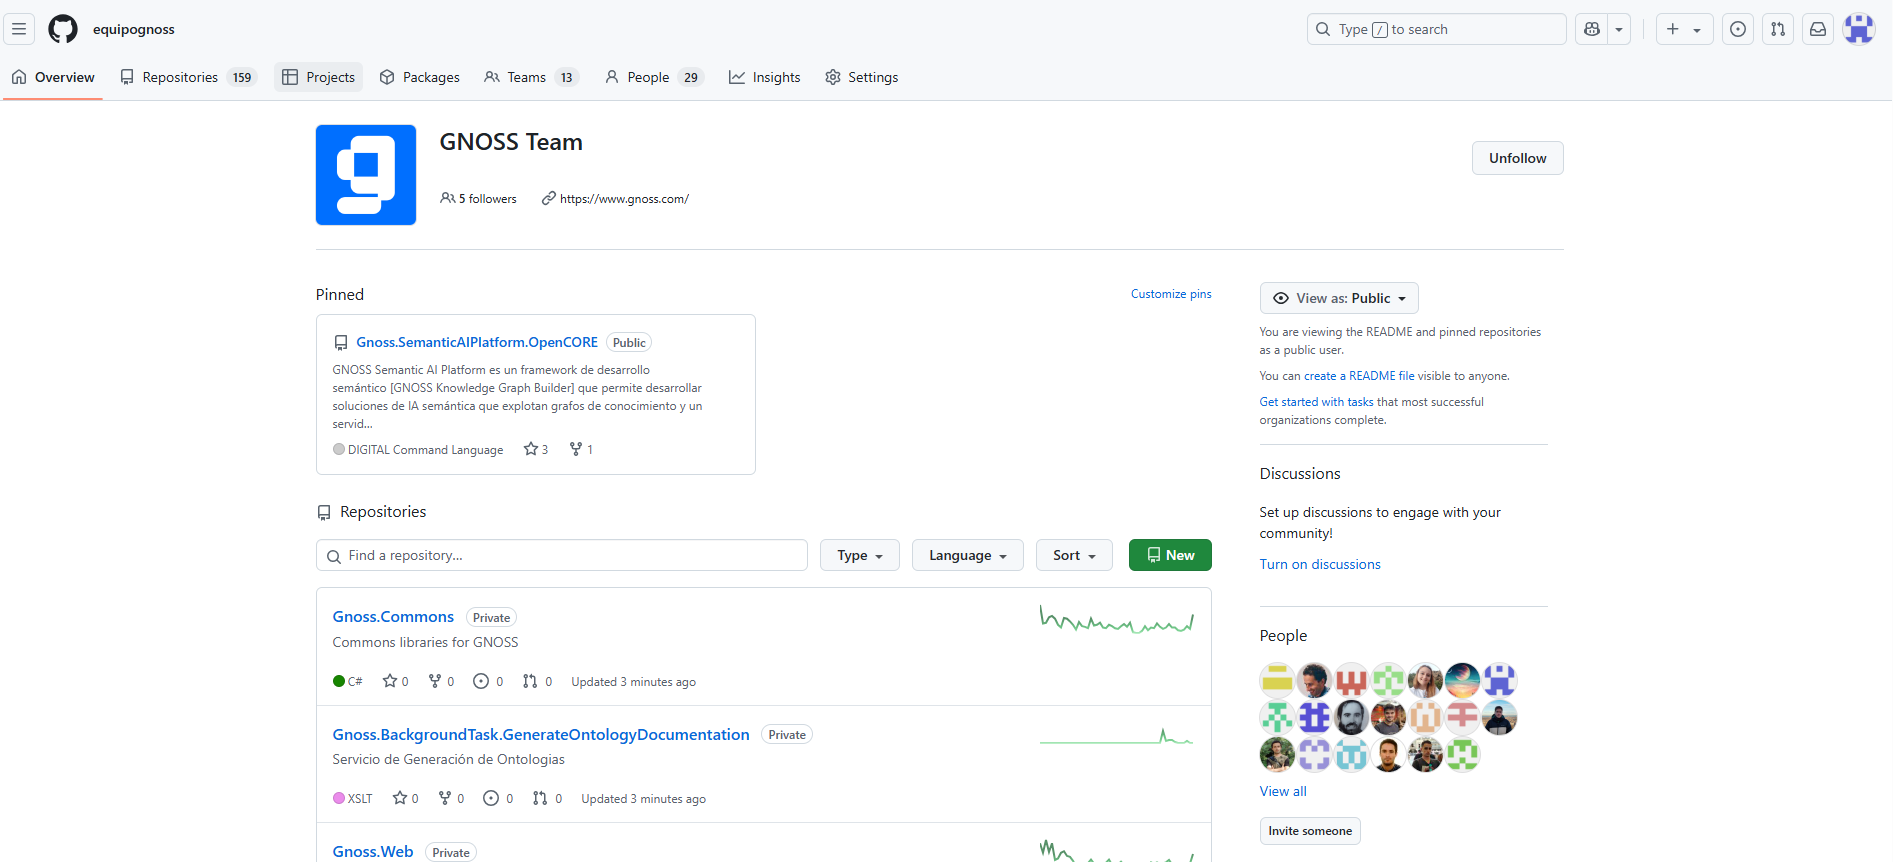 equipognoss
Type / to search
Overview
Repositories 159
Projects
Packages
Teams 13
People 29
Insights
Settings
GNOSS Team
5 followers
https://www.gnoss.com/
Unfollow
Pinned
Customize pins
Gnoss.SemanticAIPlatform.OpenCORE Public
GNOSS Semantic AI Platform es un framework de desarrollo
semántico [GNOSS Knowledge Graph Builder] que permite desarrollar
soluciones de IA semántica que explotan grafos de conocimiento y un
servid...
DIGITAL Command Language 3 1
Repositories
Find a repository...
Type
Language
Sort
New
Gnoss.Commons Private
Commons libraries for GNOSS
C# 0 0 0 0 Updated 3 minutes ago
Gnoss.BackgroundTask.GenerateOntologyDocumentation Private
Servicio de Generación de Ontologias
XSLT 0 0 0 0 Updated 3 minutes ago
Gnoss.Web Private
View as: Public
You are viewing the README and pinned repositories
as a public user.
You can create a README file visible to anyone.
Get started with tasks that most successful
organizations complete.
Discussions
Set up discussions to engage with your
community!
Turn on discussions
People
View all
Invite someone